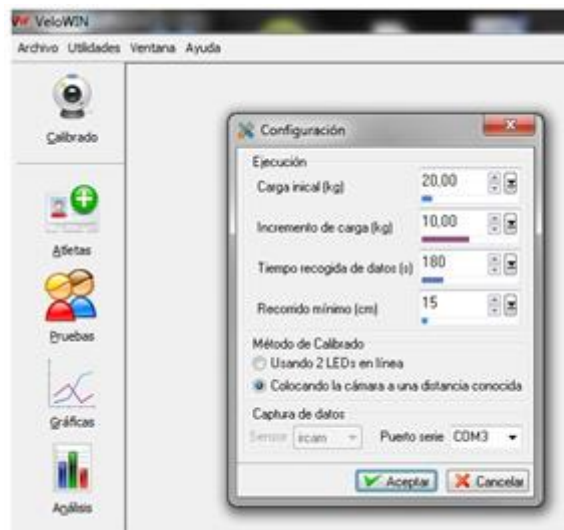 VeloWIN
Archivo Utilidades Ventana Ayuda
Calibrado
Atletas
Pruebas
Gráficas
Análisis
Configuración
Ejecución
Carga inical (kg) 20,00
Incremento de carga (kg) 10,00
Tiempo recogida de datos (s) 180
Recorrido mínimo (cm) 15
Método de Calibrado
Usando 2 LEDs en línea
Colocando la cámara a una distancia conocida
Captura de datos
Sensor ircam Puerto serie COM3
Aceptar Cancelar